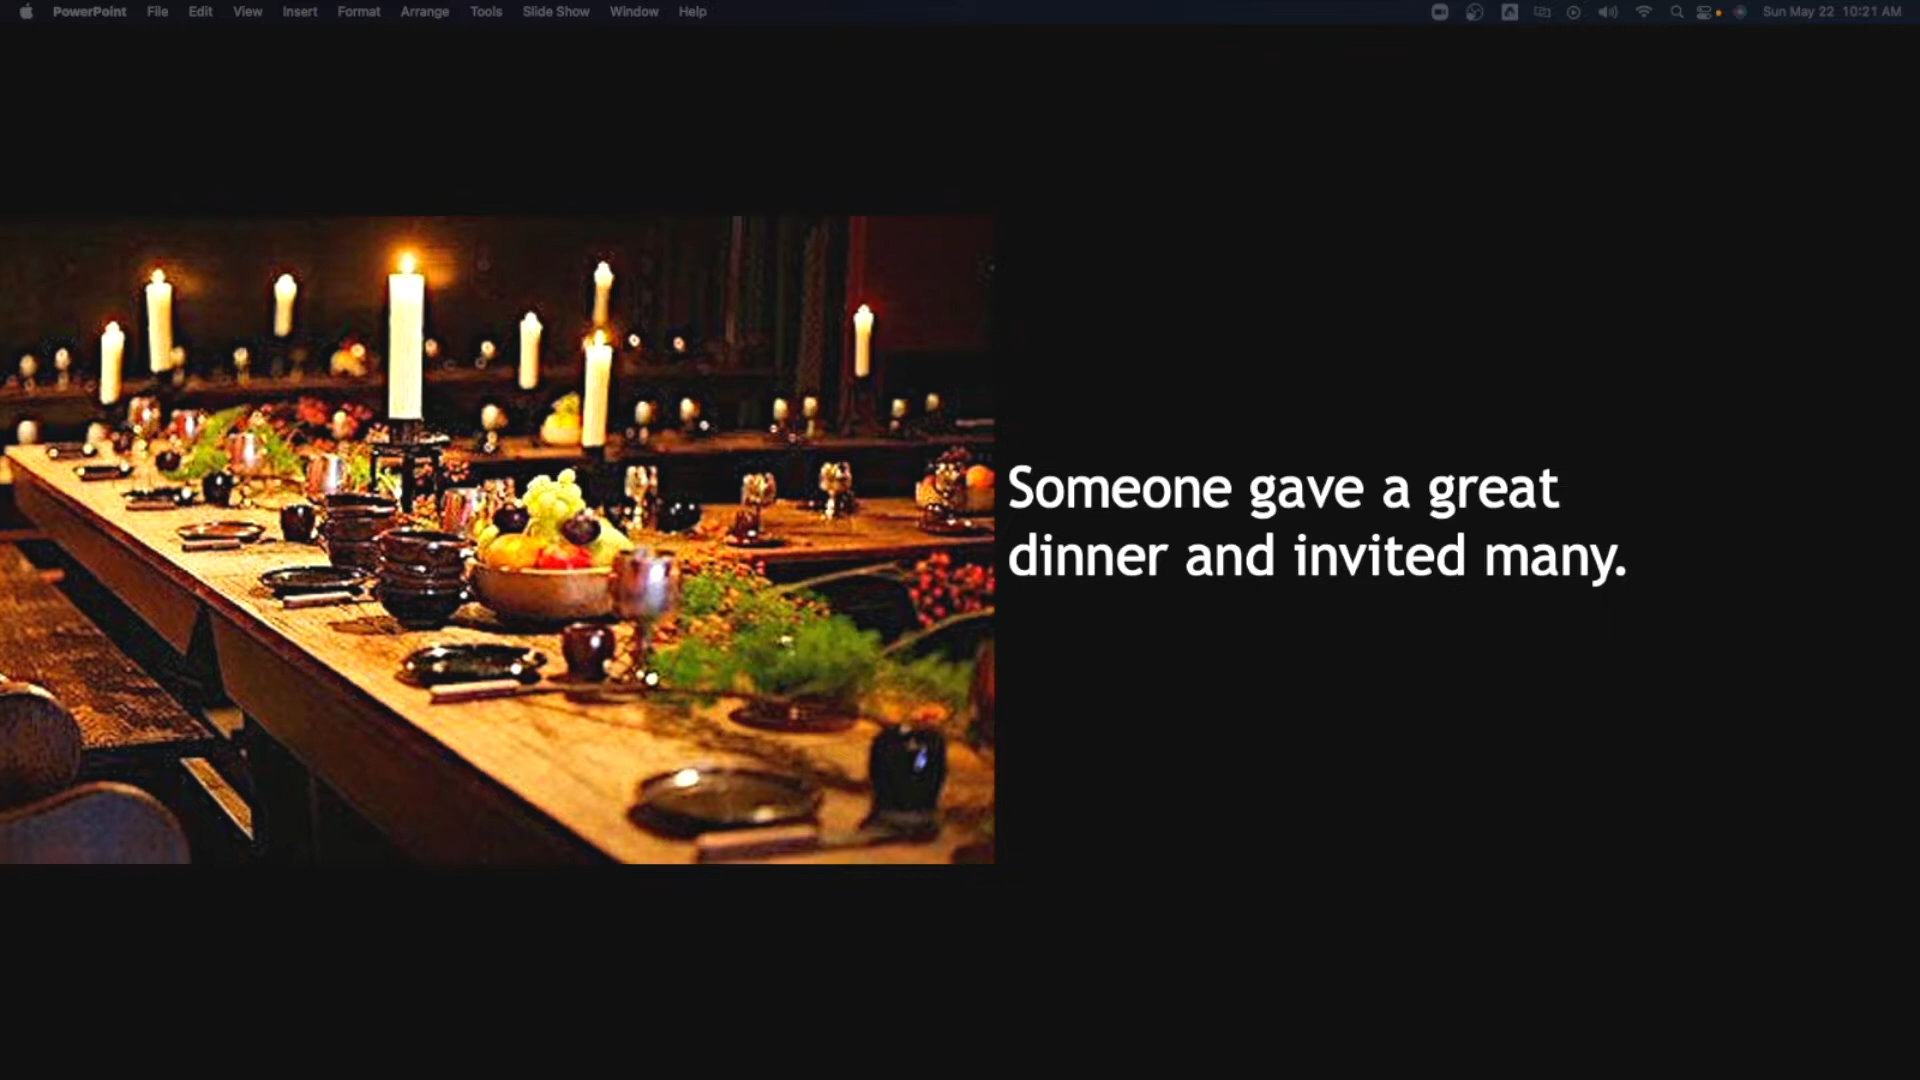 PowerPoint File Edit View Insert Format Arrange Tools Slide Show Window Help Sun May 22 10:21 AM
Someone gave a great
dinner and invited many.